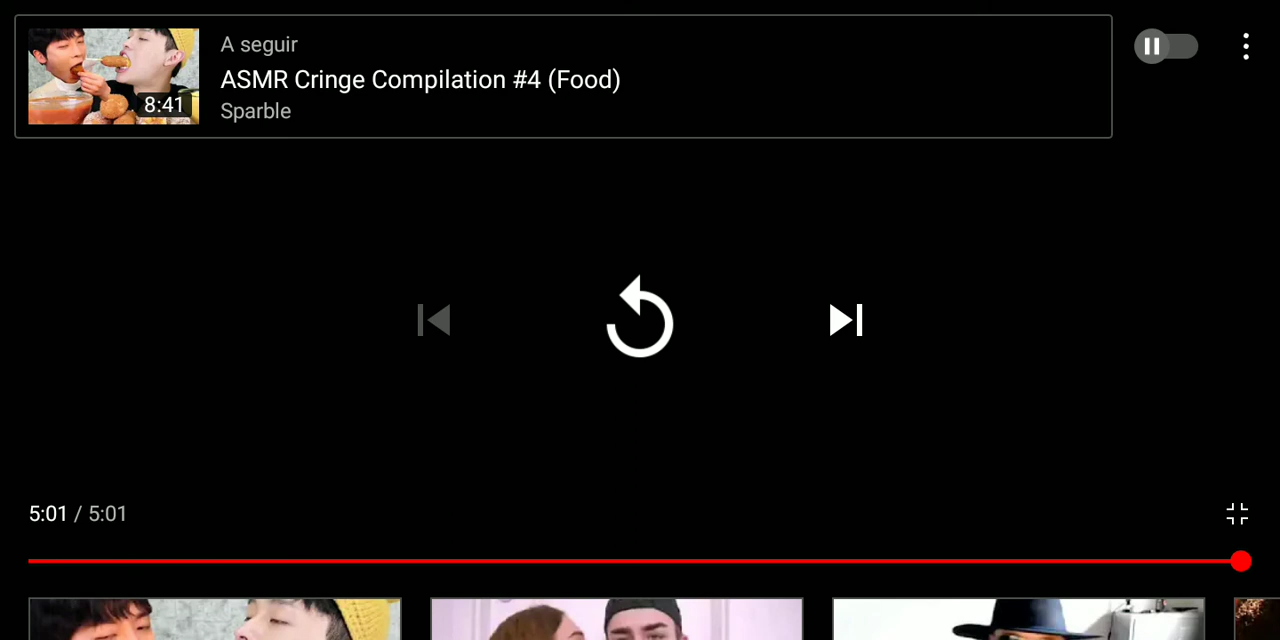 A seguir
ASMR Cringe Compilation #4 (Food)
8:41
Sparble
5:01 / 5:01